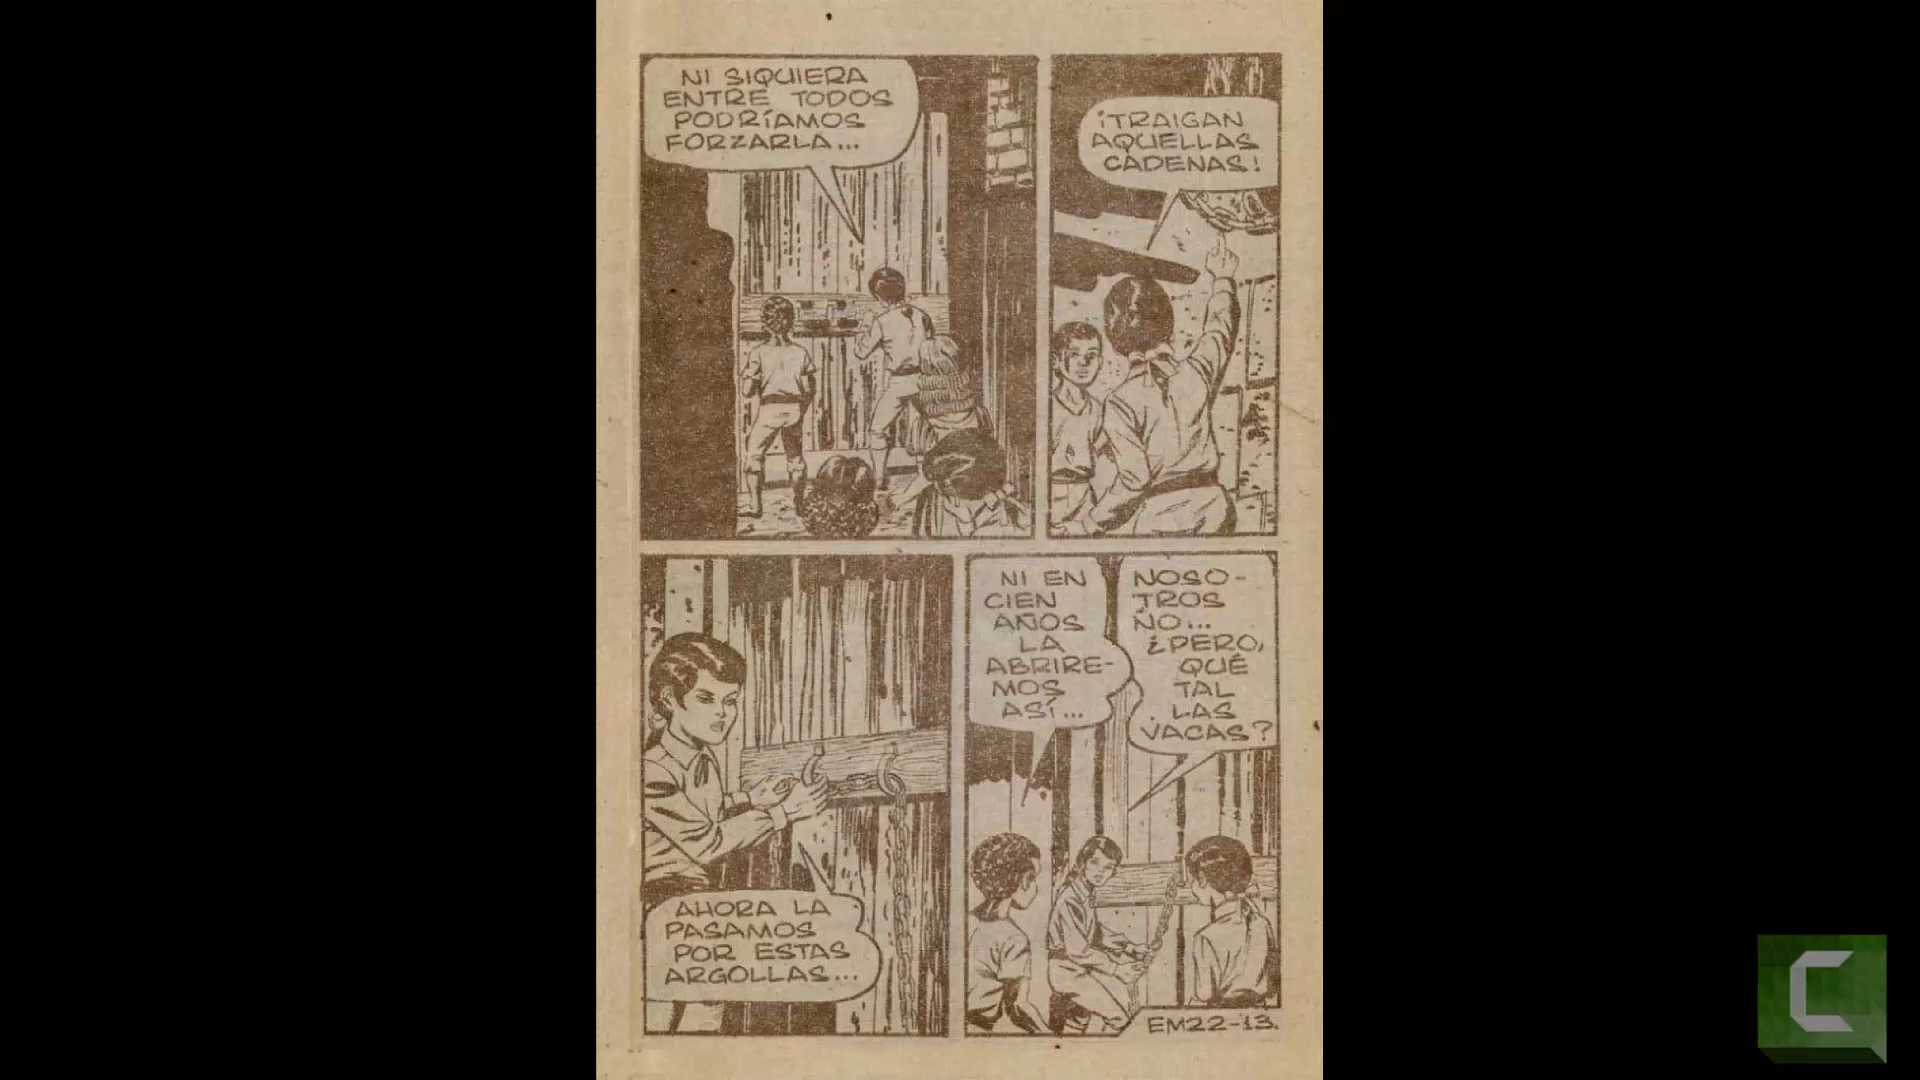 NI SIQUIERA
ENTRE TODOS
PODRÍAMOS
FORZARLA...
¡TRAIGAN
AQUELLAS
CADENAS!
AHORA LA
PASAMOS
POR ESTAS
ARGOLLAS...
NI EN
CIEN
AÑOS
LA
ABRIRE-
MOS
ASÍ...
NOSO-
TROS
NO...
¿PERO,
QUÉ
TAL
LAS
VACAS?
EM22-13.
C